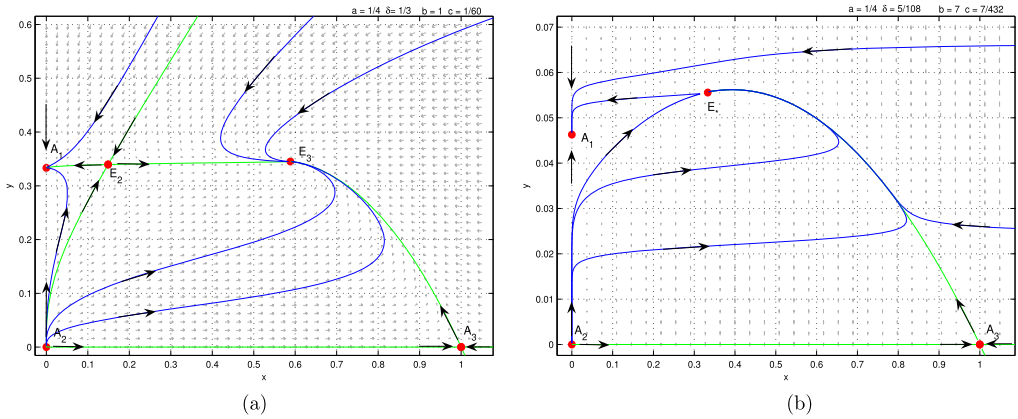 a = 1/4 δ= 1/3 b = 1 c = 1/60
0.6
0.5
0.4
0.3
0.2
0.1
0
y
A1
E2
E3
A2
A3
0 0.1 0.2 0.3 0.4 0.5 0.6 0.7 0.8 0.9 1
x
(a)
a = 1/4 δ = 5/108 b = 7 c = 7/432
0.07
0.06
0.05
0.04
0.03
0.02
0.01
0
y
E*
A1
A2
A3
0 0.1 0.2 0.3 0.4 0.5 0.6 0.7 0.8 0.9 1
x
(b)